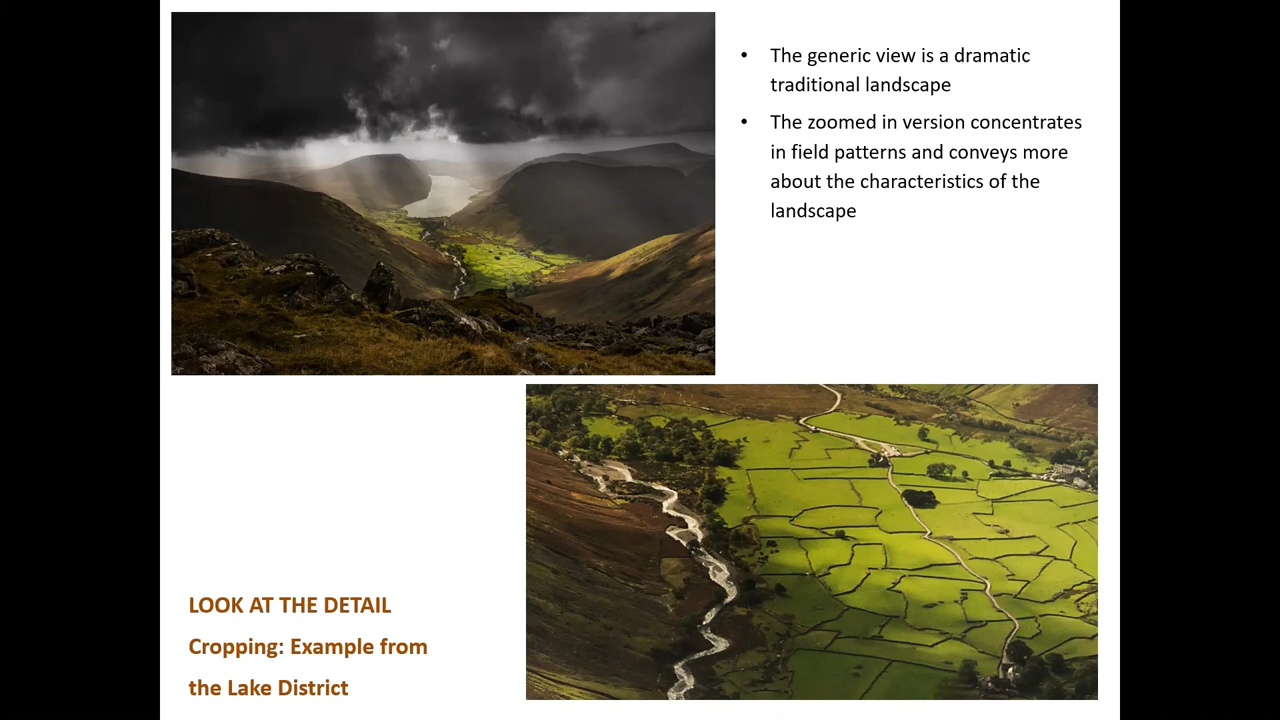 • The generic view is a dramatic
traditional landscape
• The zoomed in version concentrates
in field patterns and conveys more
about the characteristics of the
landscape
LOOK AT THE DETAIL
Cropping: Example from
the Lake District